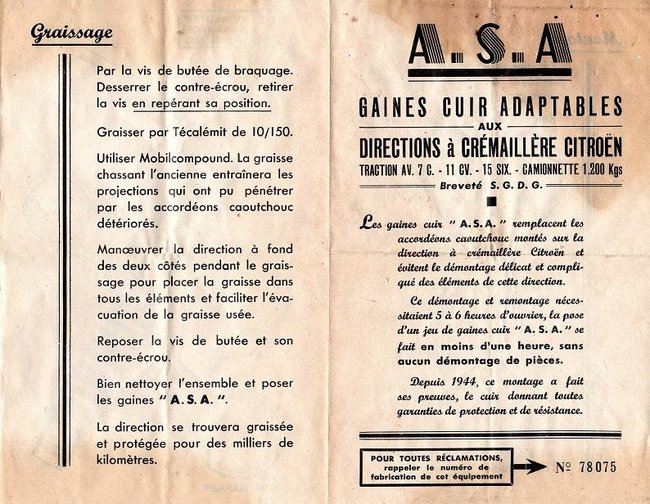 Graissage
Par la vis de butée de braquage.
Desserrer le contre-écrou, retirer
la vis en repérant sa position.
Graisser par Técalémit de 10/150.
Utiliser Mobilcompound. La graisse
chassant l'ancienne entraînera les
projections qui ont pu pénétrer
par les accordéons caoutchouc
détériorés.
Manœuvrer la direction à fond
des deux côtés pendant le grais-
sage pour placer la graisse dans
tous les éléments et faciliter l'éva-
cuation de la graisse usée.
Reposer la vis de butée et son
contre-écrou.
Bien nettoyer l'ensemble et poser
les gaines " A.S.A. ".
La direction se trouvera graissée
et protégée pour des milliers de
kilomètres.
A.S.A
GAINES CUIR ADAPTABLES
AUX
DIRECTIONS à CRÉMAILLÈRE CITROËN
TRACTION AV. 7 C. - 11 CV. - 15 SIX. - CAMIONNETTE 1.200 Kgs
Breveté S.G.D.G.
Les gaines cuir " A.S.A. " remplacent les
accordéons caoutchouc montés sur la
direction à crémaillère Citroën et
évitent le démontage délicat et compli-
qué des éléments de cette direction.
Ce démontage et remontage néces-
sitaient 5 à 6 heures d'ouvrier, la pose
d'un jeu de gaines cuir " A.S.A. " se
fait en moins d'une heure, sans
aucun démontage de pièces.
Depuis 1944, ce montage a fait
ses preuves, le cuir donnant toutes
garanties de protection et de résistance.
POUR TOUTES RÉCLAMATIONS,
rappeler le numéro de
fabrication de cet équipement
Nº 78075